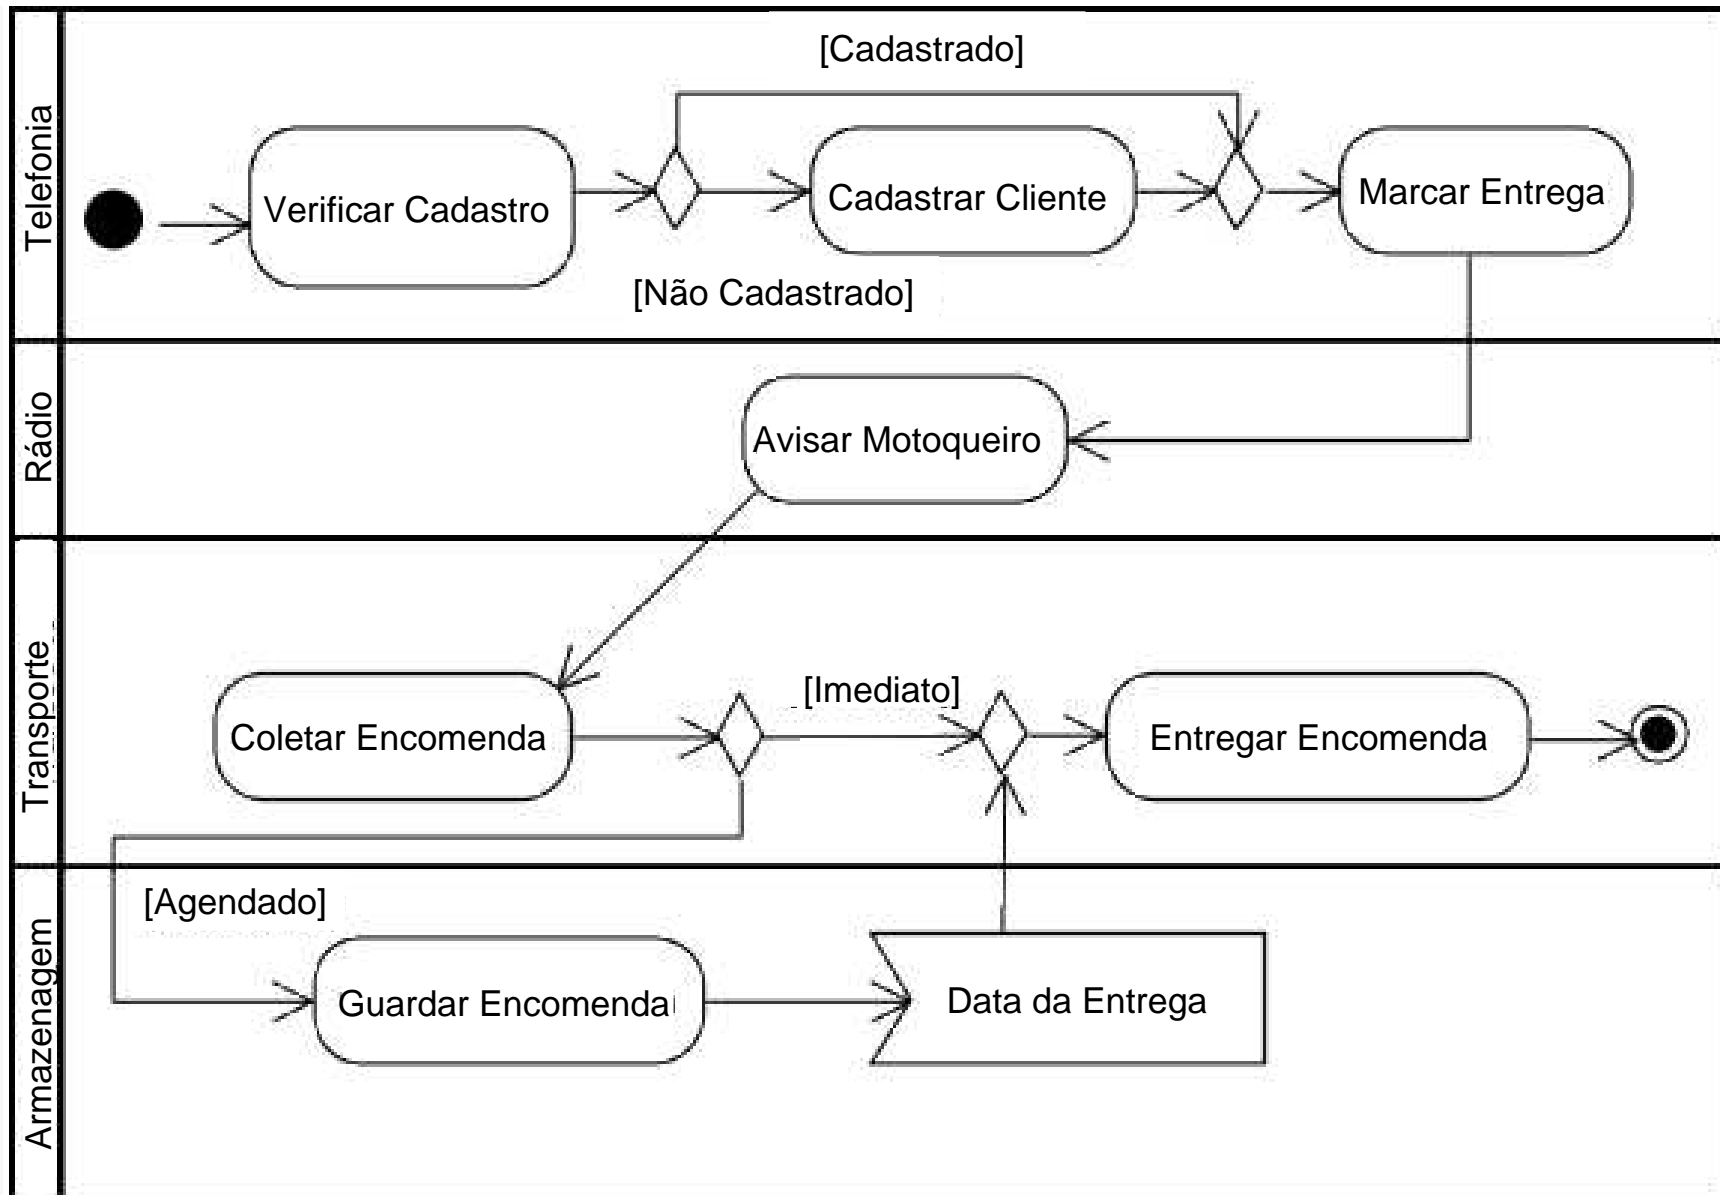 Telefonia
[Cadastrado]
Verificar Cadastro
Cadastrar Cliente
Marcar Entrega
[Não Cadastrado]
Rádio
Avisar Motoqueiro
Transporte
[Imediato]
Coletar Encomenda
Entregar Encomenda
Armazenagem
[Agendado]
Guardar Encomenda
Data da Entrega